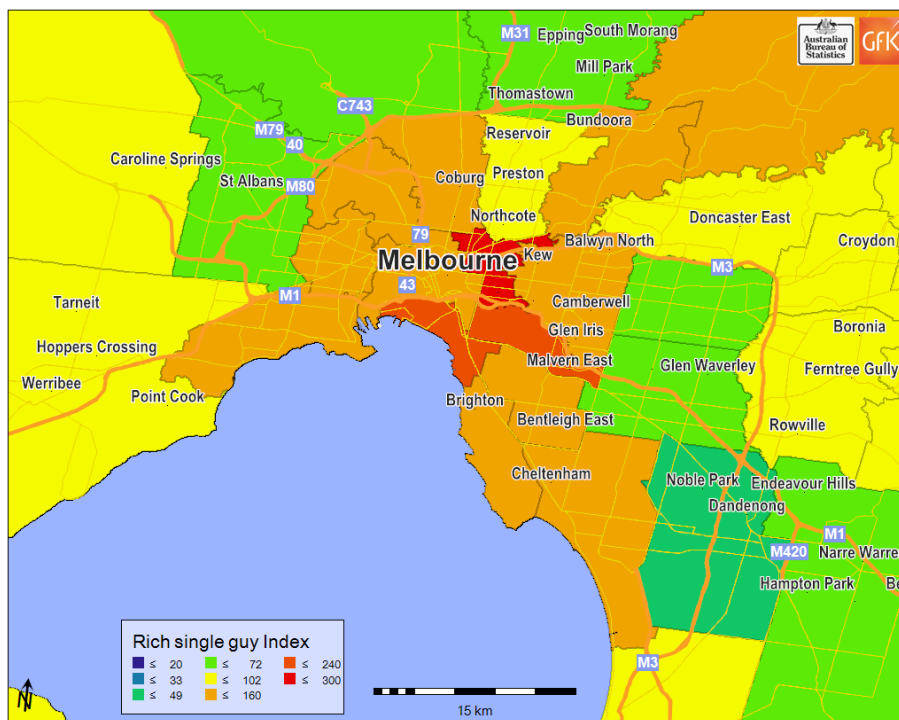 M31
Epping
South Morang
Australian
Bureau of
Statistics
GfK
Mill Park
Thomastown
C743
Bundoora
M79
Reservoir
40
Caroline Springs
Preston
St Albans
M80
Coburg
Northcote
Doncaster East
79
Balwyn North
Croydon
Melbourne
Kew
M3
43
M1
Tarneit
Camberwell
Boronia
Glen Iris
Hoppers Crossing
Malvern East
Glen Waverley
Ferntree Gully
Werribee
Point Cook
Brighton
Bentleigh East
Rowville
Cheltenham
Noble Park
Endeavour Hills
Dandenong
M1
M420
Narre Warre
Hampton Park
Be
M3
Rich single guy Index
≤ 20 ≤ 72 ≤ 240
≤ 33 ≤ 102 ≤ 300
≤ 49 ≤ 160
N
15 km